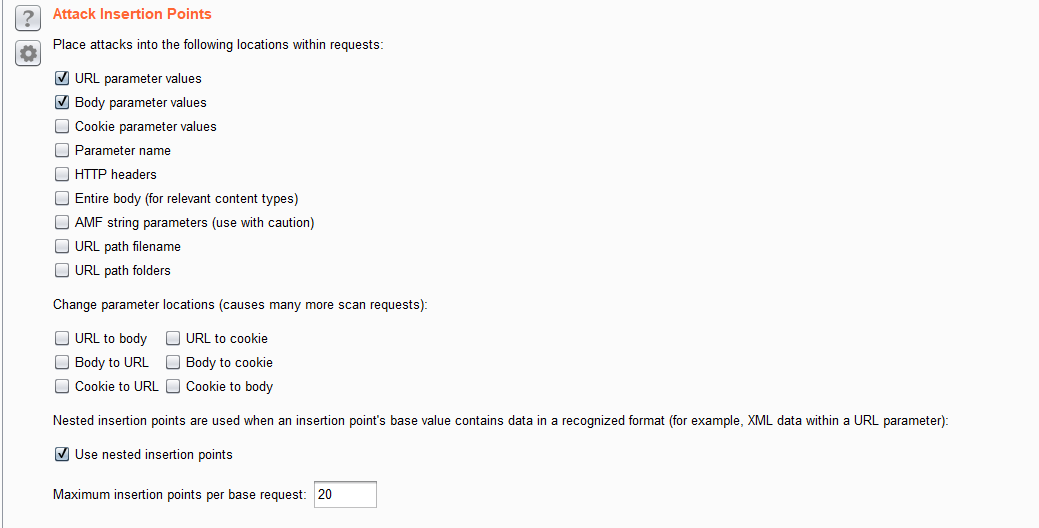 ?
Attack Insertion Points
Place attacks into the following locations within requests:
URL parameter values
Body parameter values
Cookie parameter values
Parameter name
HTTP headers
Entire body (for relevant content types)
AMF string parameters (use with caution)
URL path filename
URL path folders
Change parameter locations (causes many more scan requests):
URL to body URL to cookie
Body to URL Body to cookie
Cookie to URL Cookie to body
Nested insertion points are used when an insertion point's base value contains data in a recognized format (for example, XML data within a URL parameter):
Use nested insertion points
Maximum insertion points per base request: 20